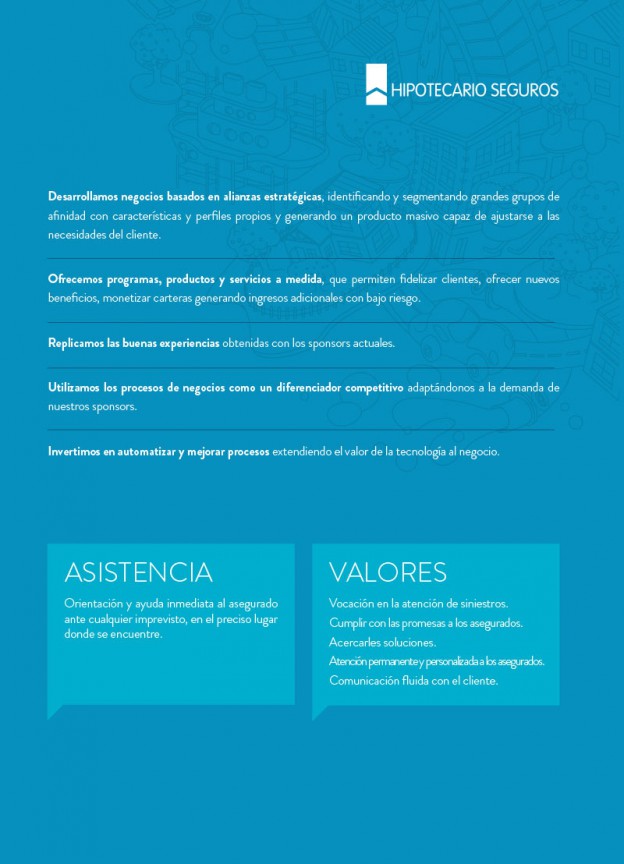 HIPOTECARIO SEGUROS
Desarrollamos negocios basados en alianzas estratégicas, identificando y segmentando grandes grupos de
afinidad con características y perfiles propios y generando un producto masivo capaz de ajustarse a las
necesidades del cliente.
Ofrecemos programas, productos y servicios a medida, que permiten fidelizar clientes, ofrecer nuevos
beneficios, monetizar carteras generando ingresos adicionales con bajo riesgo.
Replicamos las buenas experiencias obtenidas con los sponsors actuales.
Utilizamos los procesos de negocios como un diferenciador competitivo adaptándonos a la demanda de
nuestros sponsors.
Invertimos en automatizar y mejorar procesos extendiendo el valor de la tecnología al negocio.
ASISTENCIA
Orientación y ayuda inmediata al asegurado
ante cualquier imprevisto, en el preciso lugar
donde se encuentre.
VALORES
Vocación en la atención de siniestros.
Cumplir con las promesas a los asegurados.
Acercarles soluciones.
Atención permanente y personalizada a los asegurados.
Comunicación fluida con el cliente.